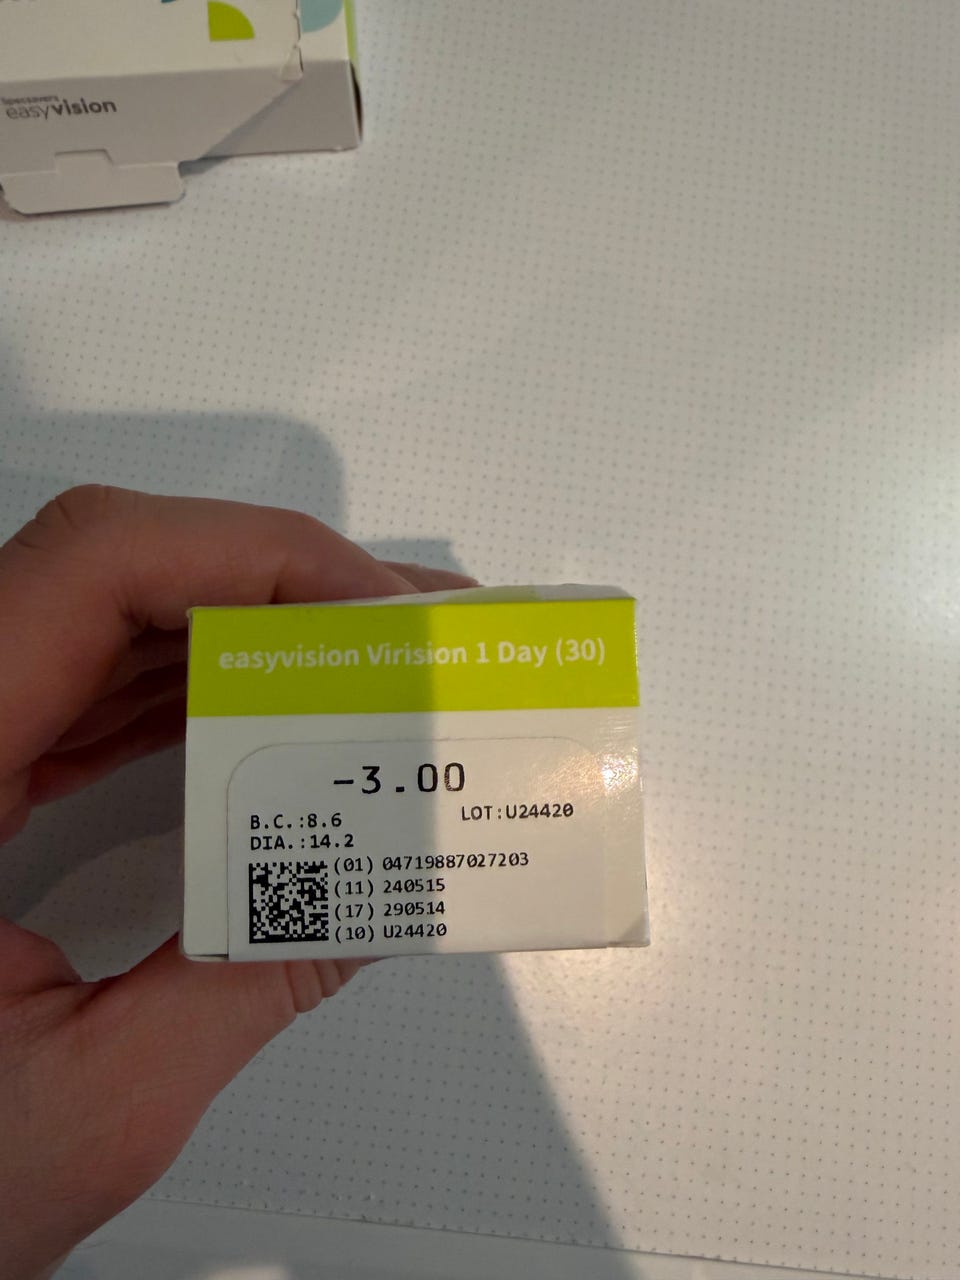 Specsavers
easyvision
easyvision Virision 1 Day (30)
-3.00
B.C.:8.6
LOT:U24420
DIA.:14.2
(01) 04719887027203
(11) 240515
(17) 290514
(10) U24420